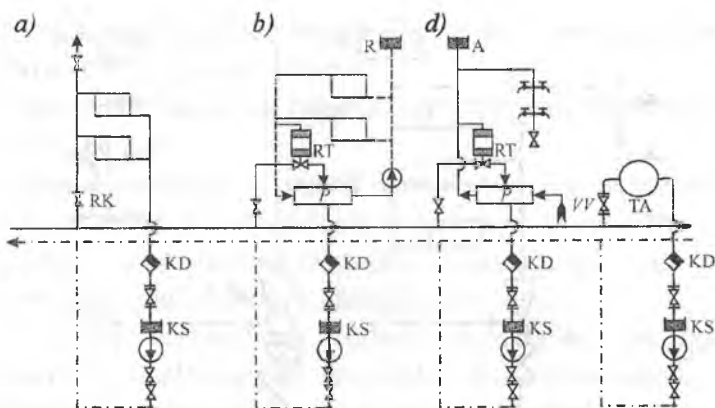 a) b) d)
R A
RT RT
RK VV TA
KD KD KD KD
KS KS KS KS